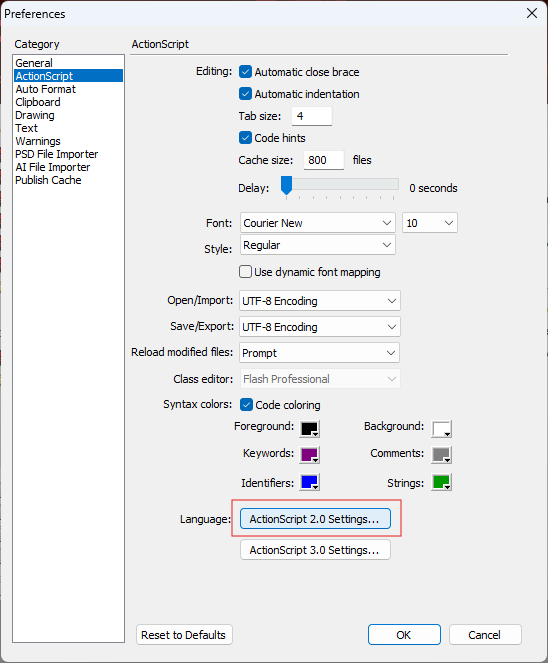 Preferences
Category
General
ActionScript
Auto Format
Clipboard
Drawing
Text
Warnings
PSD File Importer
AI File Importer
Publish Cache
ActionScript
Editing: Automatic close brace
Automatic indentation
Tab size: 4
Code hints
Cache size: 800 files
Delay: 0 seconds
Font: Courier New 10
Style: Regular
Use dynamic font mapping
Open/Import: UTF-8 Encoding
Save/Export: UTF-8 Encoding
Reload modified files: Prompt
Class editor: Flash Professional
Syntax colors: Code coloring
Foreground: Background:
Keywords: Comments:
Identifiers: Strings:
Language: ActionScript 2.0 Settings...
ActionScript 3.0 Settings...
Reset to Defaults OK Cancel